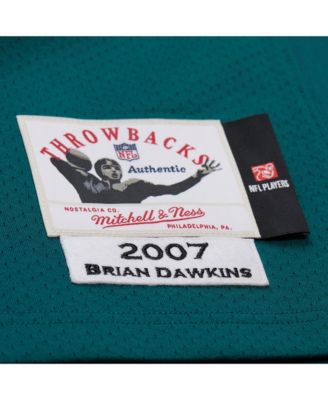 THROWBACKS
NFL
Authentic
NOSTALGIA CO.
Mitchell & Ness
PHILADELPHIA, PA.
NFL PLAYERS
2007
BRIAN DAWKINS